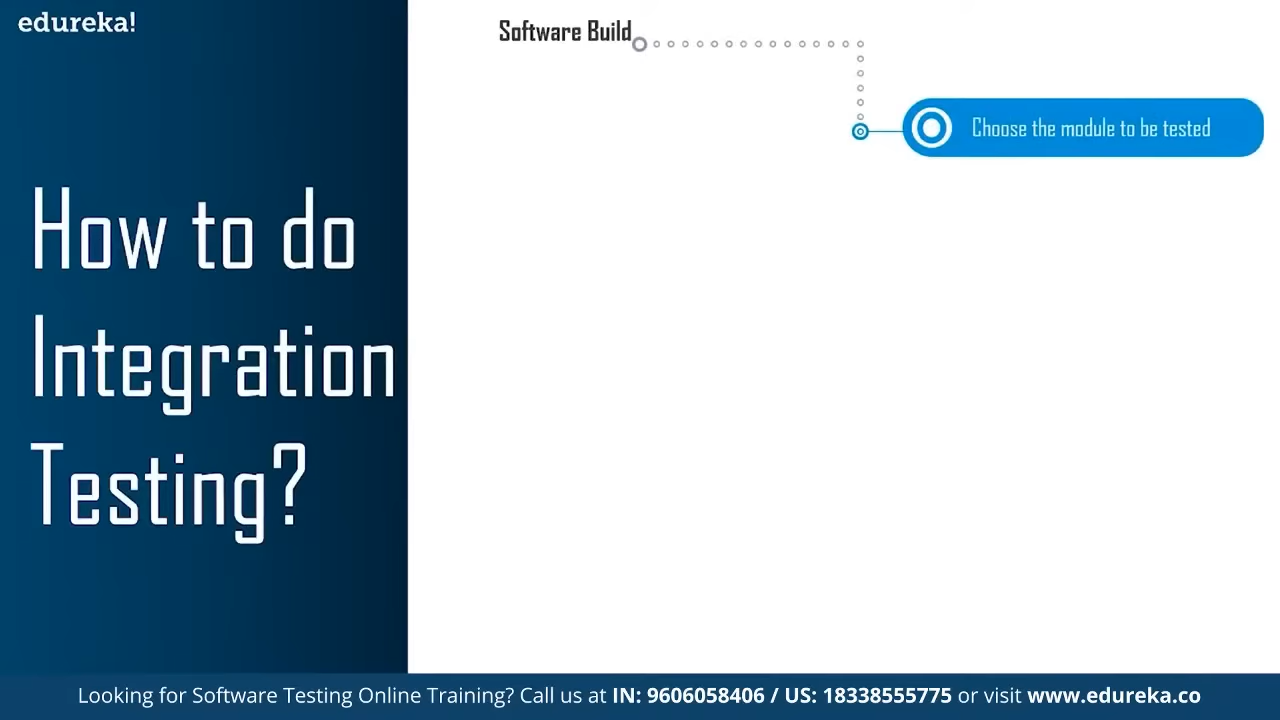 edureka!
Software Build
Choose the module to be tested
How to do
Integration
Testing?
Looking for Software Testing Online Training? Call us at IN: 9606058406 / US: 18338555775 or visit www.edureka.co